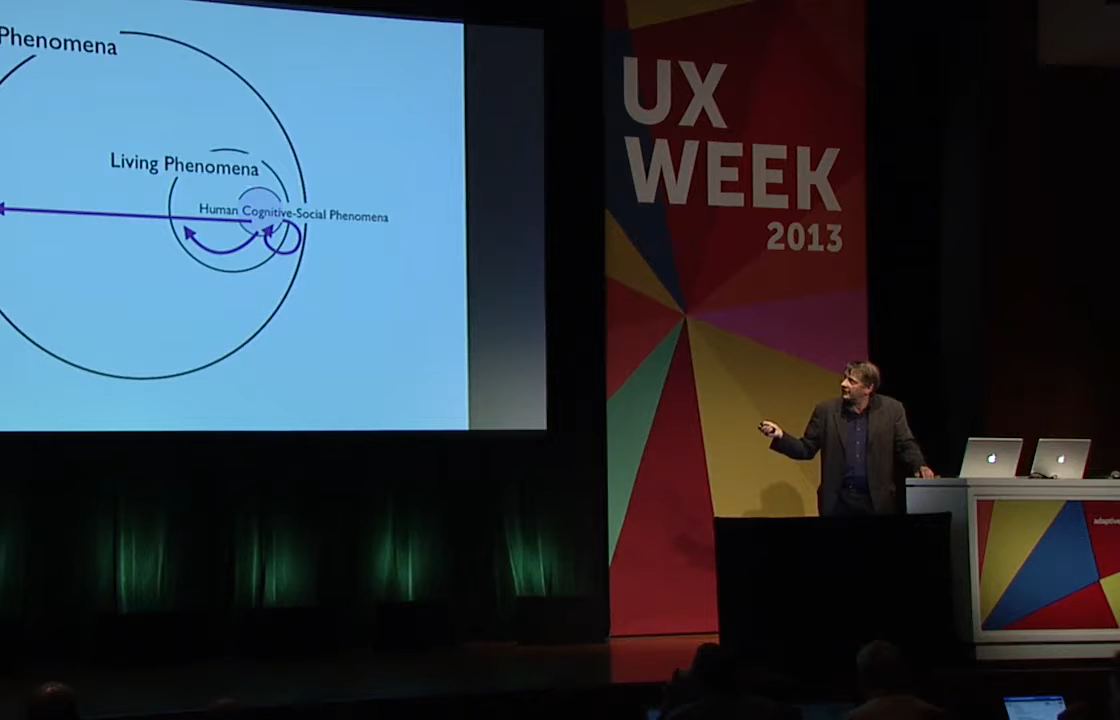 Phenomena
Living Phenomena
Human Cognitive-Social Phenomena
UX
WEEK
2013